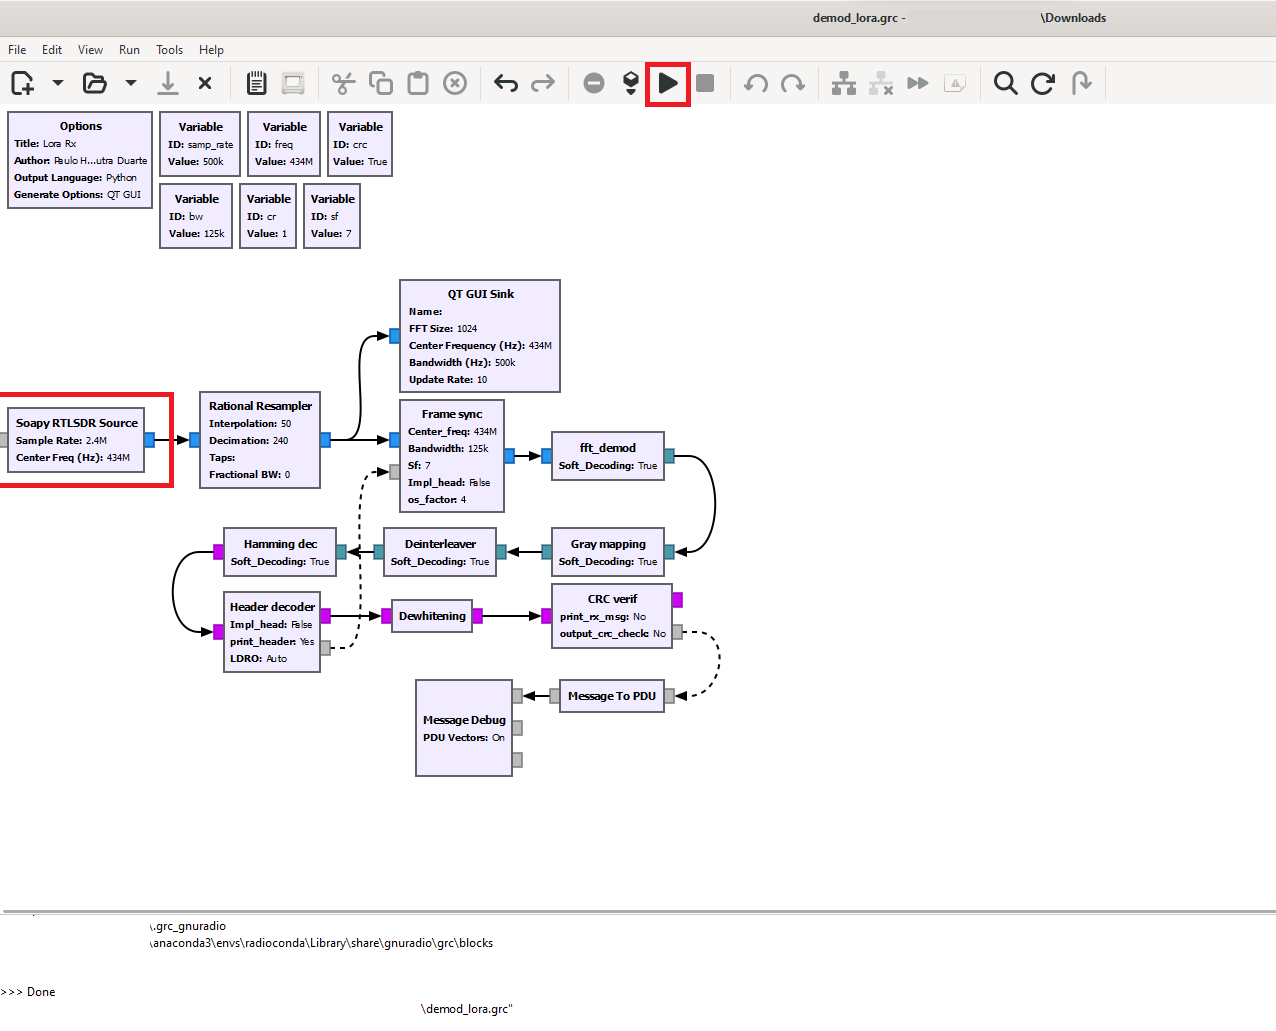 demod_lora.grc - \Downloads
File Edit View Run Tools Help
Options
Title: Lora Rx
Author: Paulo H...utra Duarte
Output Language: Python
Generate Options: QT GUI
Variable
ID: samp_rate
Value: 500k
Variable
ID: freq
Value: 434M
Variable
ID: crc
Value: True
Variable
ID: bw
Value: 125k
Variable
ID: cr
Value: 1
Variable
ID: sf
Value: 7
QT GUI Sink
Name:
FFT Size: 1024
Center Frequency (Hz): 434M
Bandwidth (Hz): 500k
Update Rate: 10
Soapy RTLSDR Source
Sample Rate: 2.4M
Center Freq (Hz): 434M
Rational Resampler
Interpolation: 50
Decimation: 240
Taps:
Fractional BW: 0
Frame sync
Center_freq: 434M
Bandwidth: 125k
Sf: 7
Impl_head: False
os_factor: 4
fft_demod
Soft_Decoding: True
Hamming dec
Soft_Decoding: True
Deinterleaver
Soft_Decoding: True
Gray mapping
Soft_Decoding: True
Header decoder
Impl_head: False
print_header: Yes
LDRO: Auto
Dewhitening
CRC verif
print_rx_msg: No
output_crc_check: No
Message Debug
PDU Vectors: On
Message To PDU
\.grc_gnuradio
\anaconda3\envs\radioconda\Library\share\gnuradio\grc\blocks
>>> Done
\demod_lora.grc"